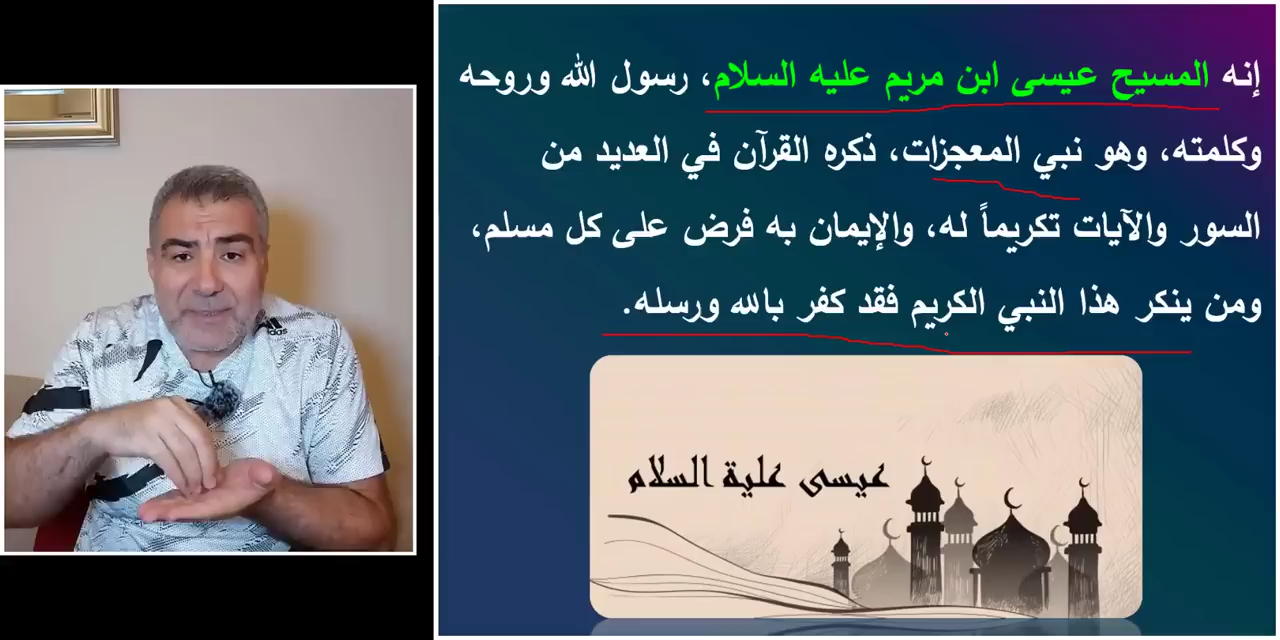 إنه المسيح عيسى ابن مريم عليه السلام، رسول الله وروحه
وكلمته، وهو نبي المعجزات، ذكره القرآن في العديد من
السور والآيات تكريماً له، والإيمان به فرض على كل مسلم،
ومن ينكر هذا النبي الكريم فقد كفر بالله ورسله.
عيسى علية السلام
adidas